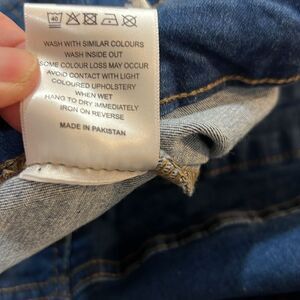 40
WASH WITH SIMILAR COLOURS
WASH INSIDE OUT
SOME COLOUR LOSS MAY OCCUR
AVOID CONTACT WITH LIGHT
COLOURED UPHOLSTERY
WHEN WET
HANG TO DRY IMMEDIATELY
IRON ON REVERSE
MADE IN PAKISTAN